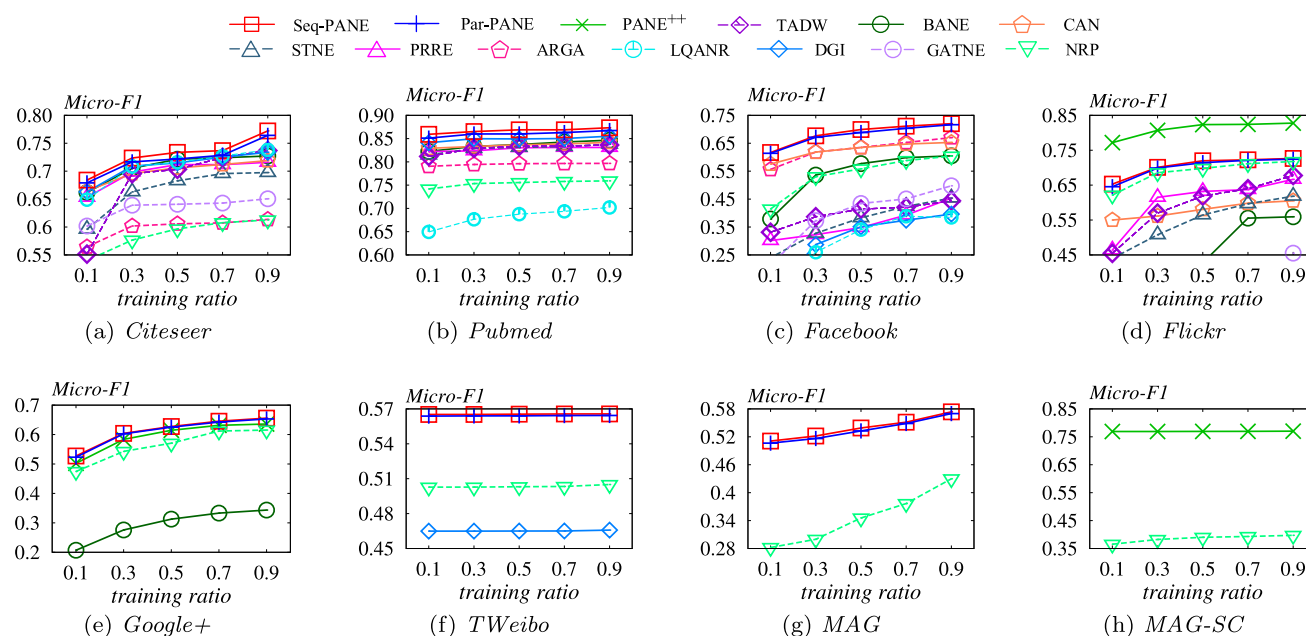 Seq-PANE Par-PANE PANE++ TADW BANE CAN
STNE PRRE ARGA LQANR DGI GATNE NRP
Micro-F1 Micro-F1 Micro-F1 Micro-F1
0.80 0.90 0.75 0.85
0.75 0.85 0.65 0.75
0.70 0.80 0.55 0.65
0.65 0.75 0.45 0.55
0.60 0.70 0.35 0.45
0.55 0.65 0.25
0.60
0.1 0.3 0.5 0.7 0.9 0.1 0.3 0.5 0.7 0.9 0.1 0.3 0.5 0.7 0.9 0.1 0.3 0.5 0.7 0.9
training ratio training ratio training ratio training ratio
(a) Citeseer (b) Pubmed (c) Facebook (d) Flickr
Micro-F1 Micro-F1 Micro-F1 Micro-F1
0.7 0.57 0.58 0.85
0.6 0.54 0.52 0.75
0.5 0.51 0.46 0.65
0.4 0.48 0.4 0.55
0.3 0.45 0.34 0.45
0.2 0.28 0.35
0.1 0.3 0.5 0.7 0.9 0.1 0.3 0.5 0.7 0.9 0.1 0.3 0.5 0.7 0.9 0.1 0.3 0.5 0.7 0.9
training ratio training ratio training ratio training ratio
(e) Google+ (f) TWeibo (g) MAG (h) MAG-SC